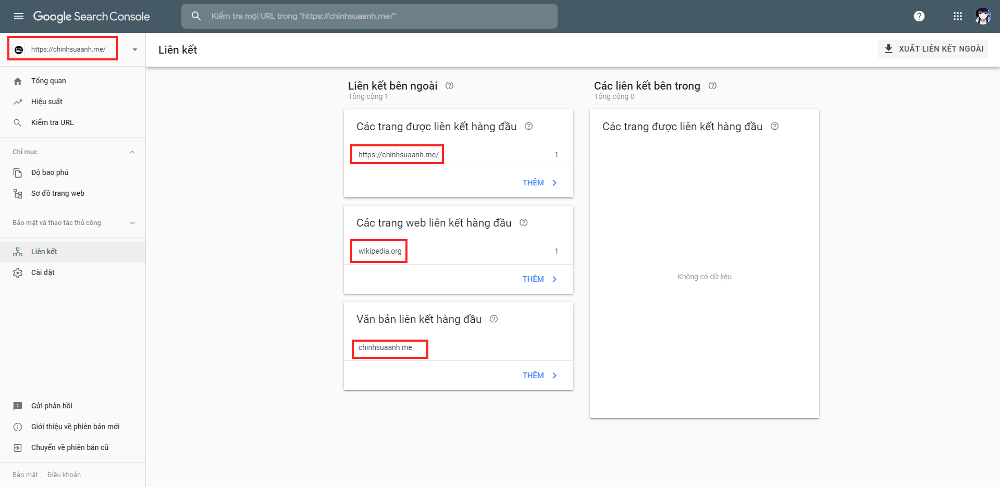 Google Search Console
Kiểm tra mọi URL trong "https://chinhsuaanh.me/"
https://chinhsuaanh.me/
Tổng quan
Hiệu suất
Kiểm tra URL
Chỉ mục
Độ bao phủ
Sơ đồ trang web
Bảo mật và thao tác thủ công
Liên kết
Cài đặt
Gửi phản hồi
Giới thiệu về phiên bản mới
Chuyển về phiên bản cũ
Bảo mật Điều khoản
Liên kết
XUẤT LIÊN KẾT NGOÀI
Liên kết bên ngoài
Tổng cộng 1
Các trang được liên kết hàng đầu
https://chinhsuaanh.me/ 1
THÊM
Các trang web liên kết hàng đầu
wikipedia.org 1
THÊM
Văn bản liên kết hàng đầu
chinhsuaanh me
THÊM
Các liên kết bên trong
Tổng cộng 0
Các trang được liên kết hàng đầu
Không có dữ liệu